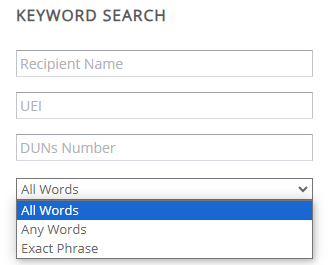 KEYWORD SEARCH
Recipient Name
UEI
DUNs Number
All Words
All Words
Any Words
Exact Phrase